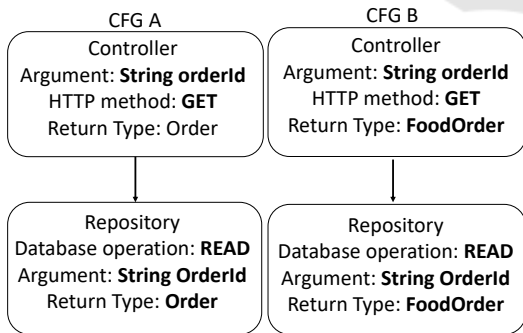 CFG A
Controller
Argument: String orderId
HTTP method: GET
Return Type: Order
Repository
Database operation: READ
Argument: String OrderId
Return Type: Order
CFG B
Controller
Argument: String orderId
HTTP method: GET
Return Type: FoodOrder
Repository
Database operation: READ
Argument: String OrderId
Return Type: FoodOrder